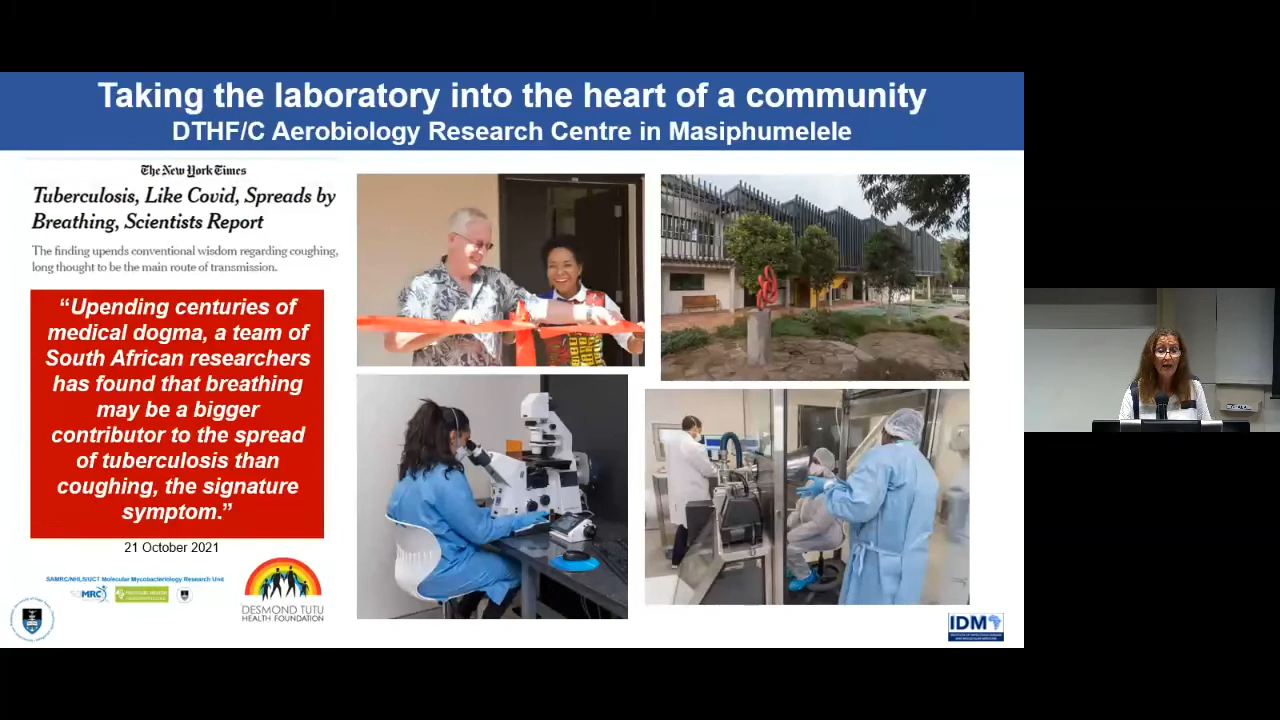 Taking the laboratory into the heart of a community
DTHF/C Aerobiology Research Centre in Masiphumelele
The New York Times
Tuberculosis, Like Covid, Spreads by
Breathing, Scientists Report
The finding upends conventional wisdom regarding coughing,
long thought to be the main route of transmission.
“Upending centuries of
medical dogma, a team of
South African researchers
has found that breathing
may be a bigger
contributor to the spread
of tuberculosis than
coughing, the signature
symptom.”
21 October 2021
SAMRC/NHLS/UCT Molecular Mycobacteriology Research Unit
SAMRC
DESMOND TUTU
HEALTH FOUNDATION
IDM